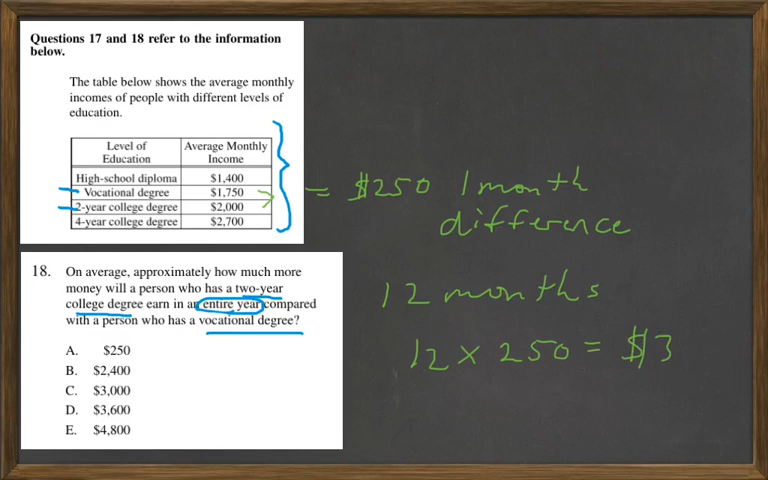 Questions 17 and 18 refer to the information
below.
The table below shows the average monthly
incomes of people with different levels of
education.
Level of Education Average Monthly Income
High-school diploma $1,400
Vocational degree $1,750
2-year college degree $2,000
4-year college degree $2,700
= $250 1 month
difference
18. On average, approximately how much more
money will a person who has a two-year
college degree earn in an entire year compared
with a person who has a vocational degree?
A. $250
B. $2,400
C. $3,000
D. $3,600
E. $4,800
12 months
12 x 250 = $3